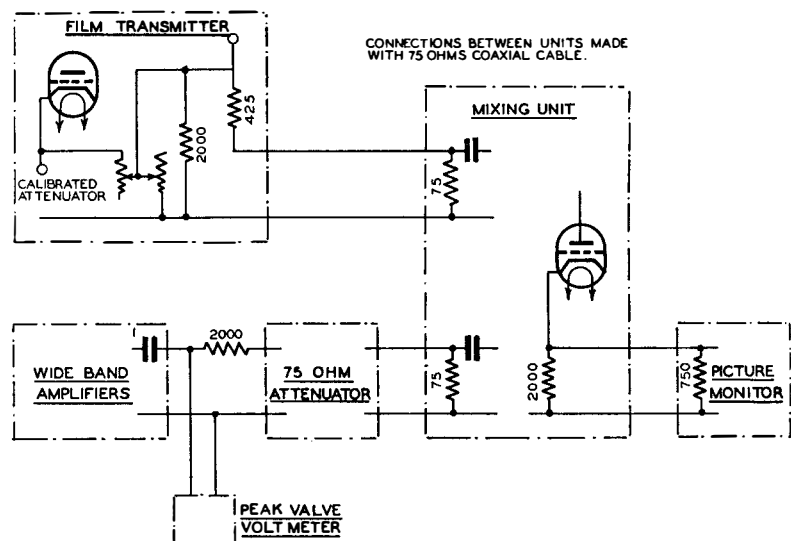 FILM TRANSMITTER
CONNECTIONS BETWEEN UNITS MADE
WITH 75 OHMS COAXIAL CABLE.
2000
425
MIXING UNIT
CALIBRATED
ATTENUATOR
75
WIDE BAND
AMPLIFIERS
2000
75 OHM
ATTENUATOR
75
2000
750
PICTURE
MONITOR
PEAK VALVE
VOLT METER